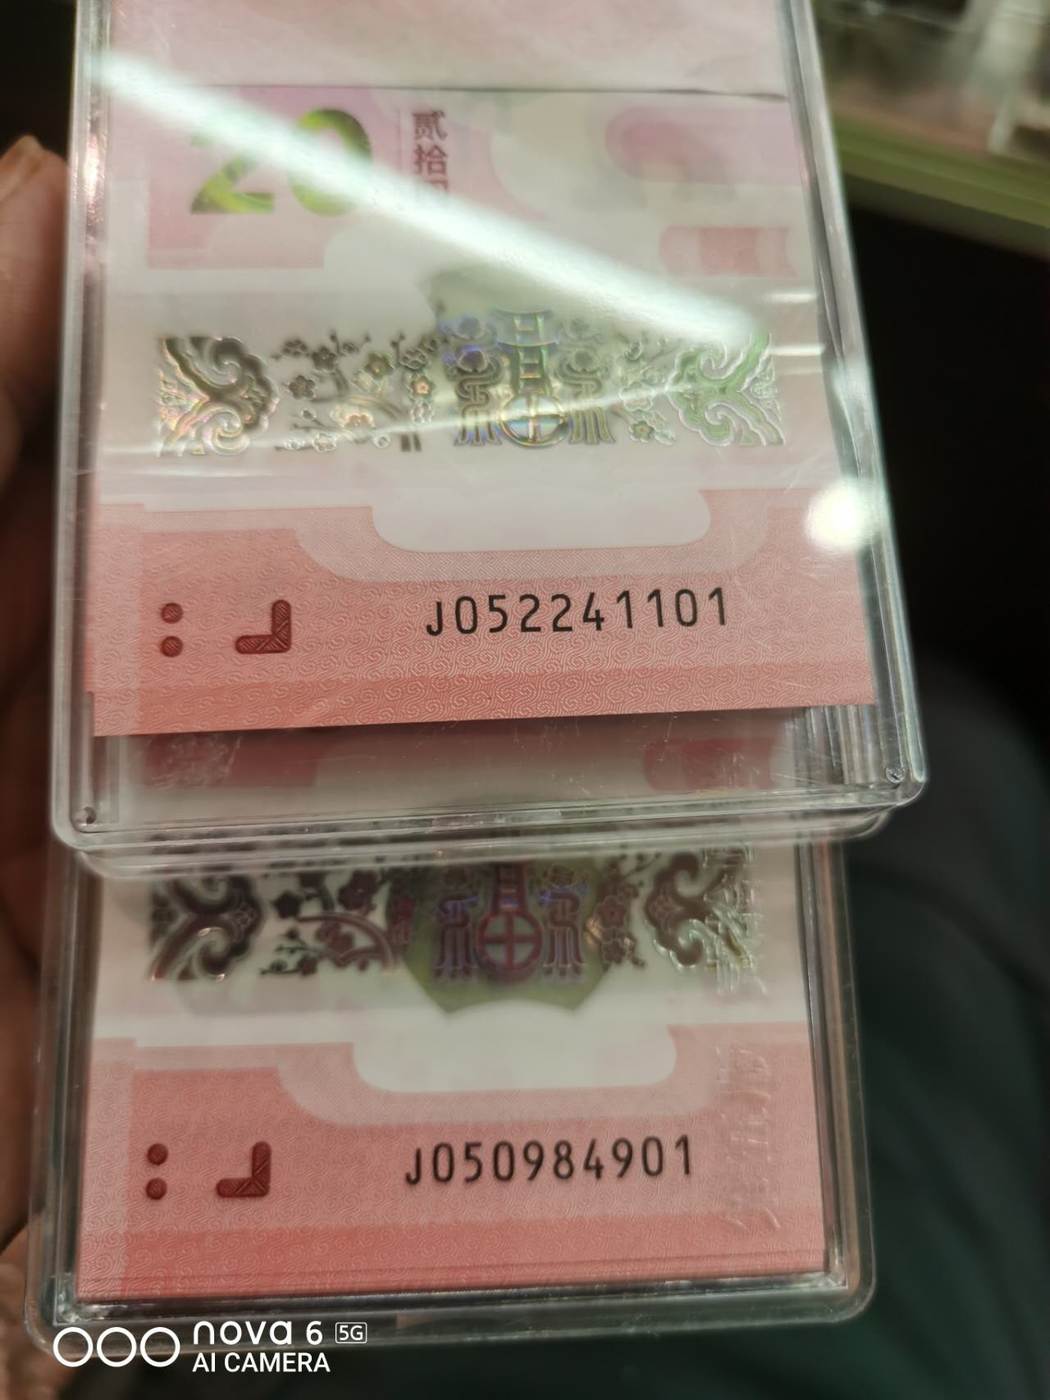 20
贰拾
J052241101
J050984901
nova 6 5G
AI CAMERA